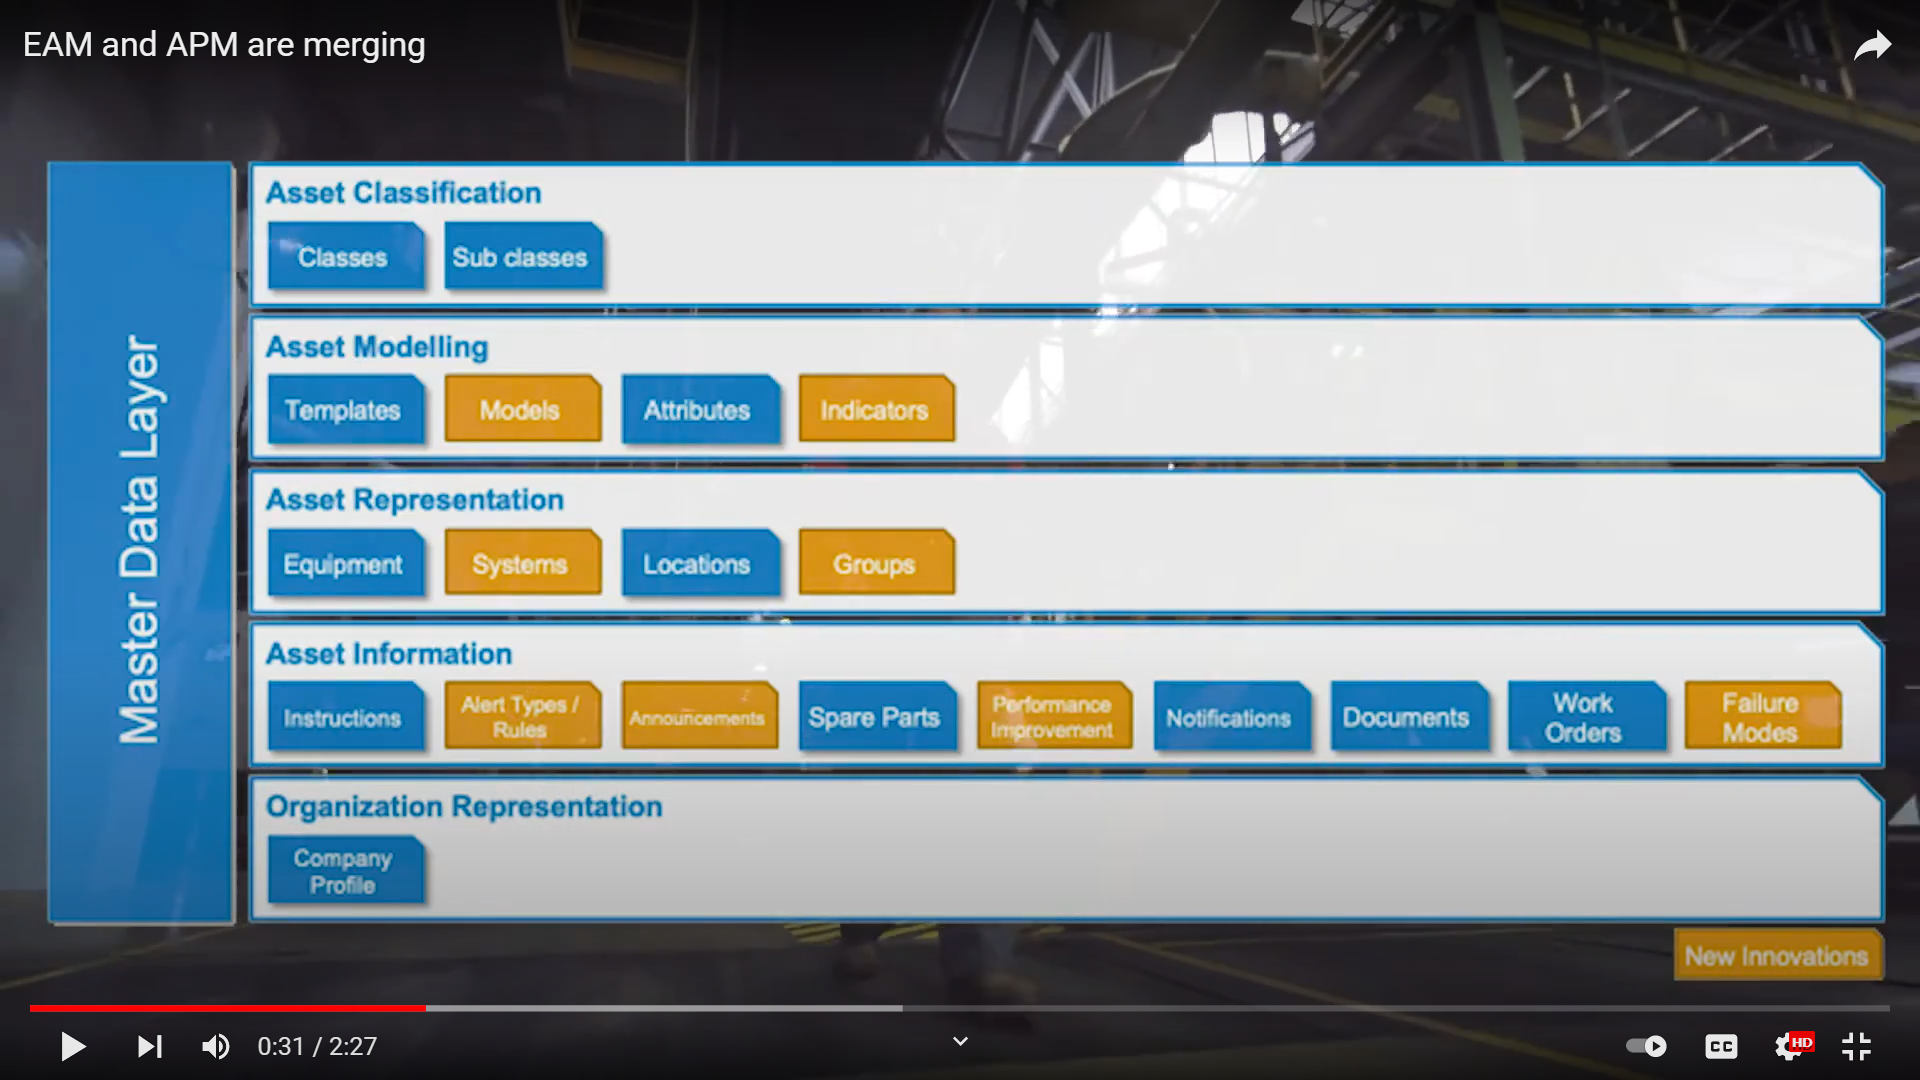 EAM and APM are merging
Master Data Layer
Asset Classification
Classes
Sub classes
Asset Modelling
Templates
Models
Attributes
Indicators
Asset Representation
Equipment
Systems
Locations
Groups
Asset Information
Instructions
Alert Types /
Rules
Announcements
Spare Parts
Performance
Improvement
Notifications
Documents
Work
Orders
Failure
Modes
Organization Representation
Company
Profile
New Innovations
0:31 / 2:27
CC
HD